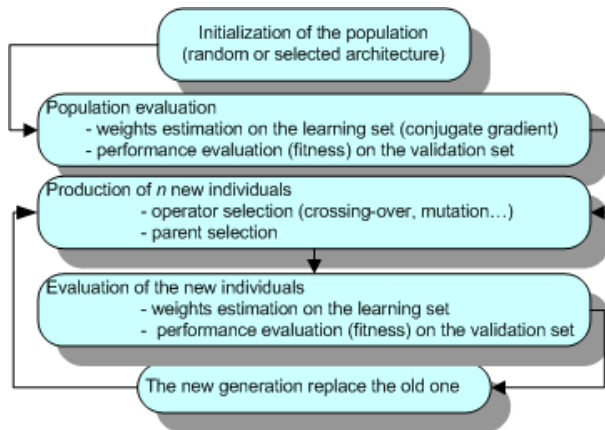 Initialization of the population
(random or selected architecture)
Population evaluation
- weights estimation on the learning set (conjugate gradient)
- performance evaluation (fitness) on the validation set
Production of n new individuals
- operator selection (crossing-over, mutation…)
- parent selection
Evaluation of the new individuals
- weights estimation on the learning set
- performance evaluation (fitness) on the validation set
The new generation replace the old one